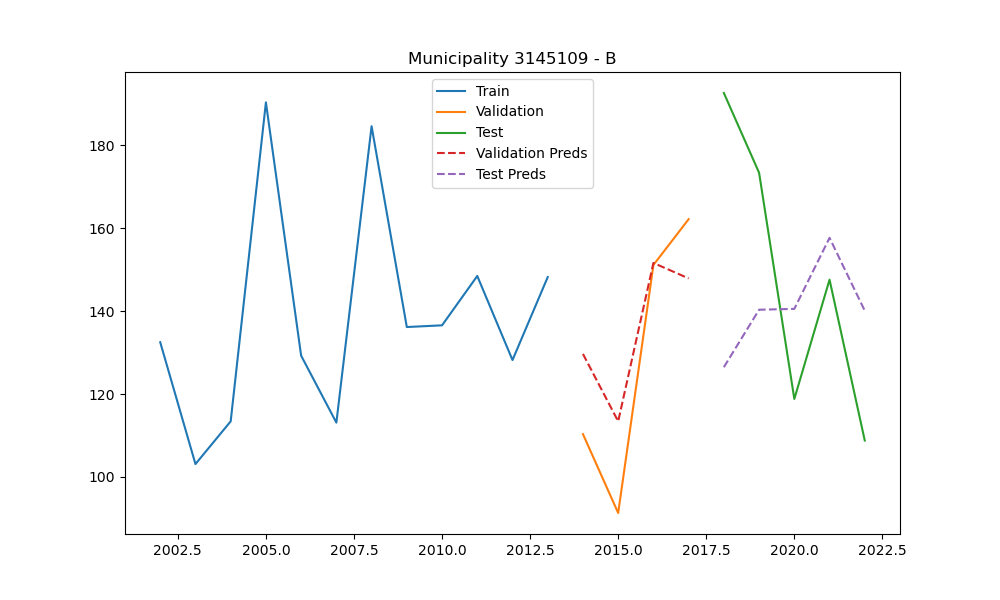 Municipality 3145109 - B
Train
Validation
Test
Validation Preds
Test Preds
180
160
140
120
100
2002.5 2005.0 2007.5 2010.0 2012.5 2015.0 2017.5 2020.0 2022.5